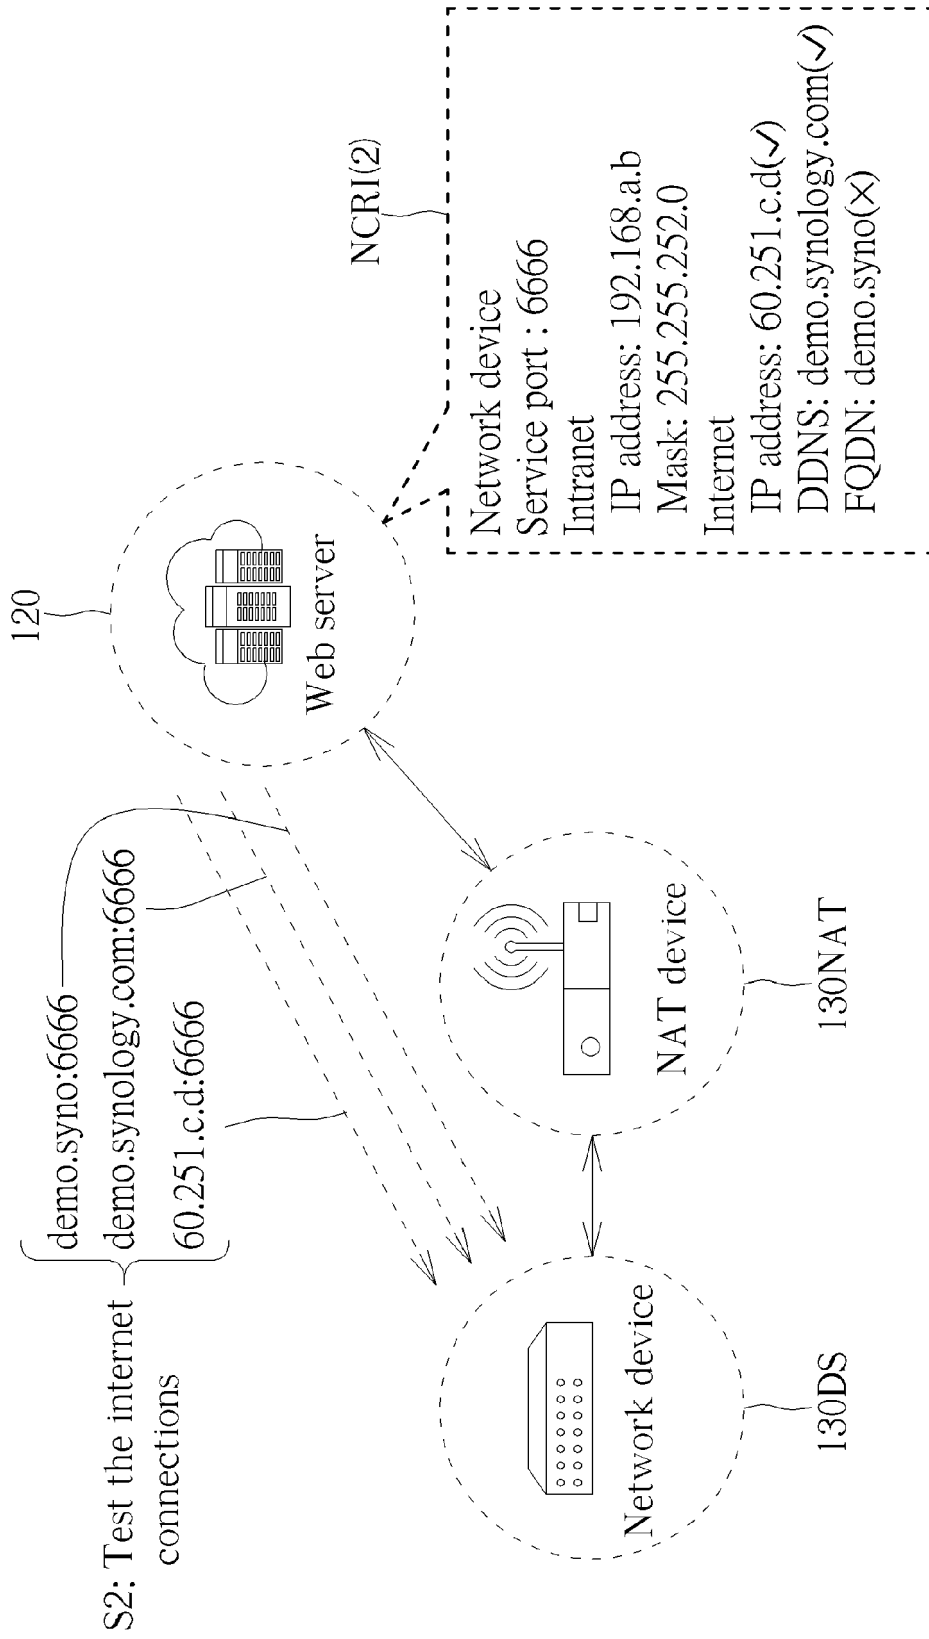 S2: Test the internet
connections
demo.syno:6666
demo.synology.com:6666
60.251.c.d:6666
120
Web server
NCRI(2)
Network device
Service port : 6666
Intranet
IP address: 192.168.a.b
Mask: 255.255.252.0
Internet
IP address: 60.251.c.d(✓)
DDNS: demo.synology.com(✓)
FQDN: demo.syno(×)
Network device
130DS
NAT device
130NAT